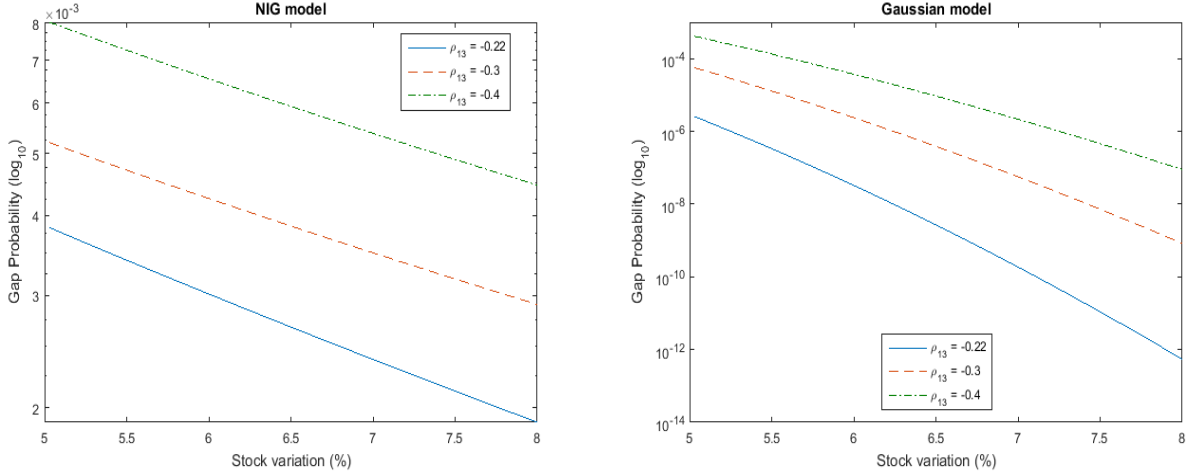 NIG model
×10⁻³
8
7
6
5
4
3
2
Gap Probability (log₁₀)
5 5.5 6 6.5 7 7.5 8
Stock variation (%)
ρ₁₃ = -0.22
ρ₁₃ = -0.3
ρ₁₃ = -0.4
Gaussian model
10⁻⁴
10⁻⁶
10⁻⁸
10⁻¹⁰
10⁻¹²
10⁻¹⁴
Gap Probability (log₁₀)
5 5.5 6 6.5 7 7.5 8
Stock variation (%)
ρ₁₃ = -0.22
ρ₁₃ = -0.3
ρ₁₃ = -0.4